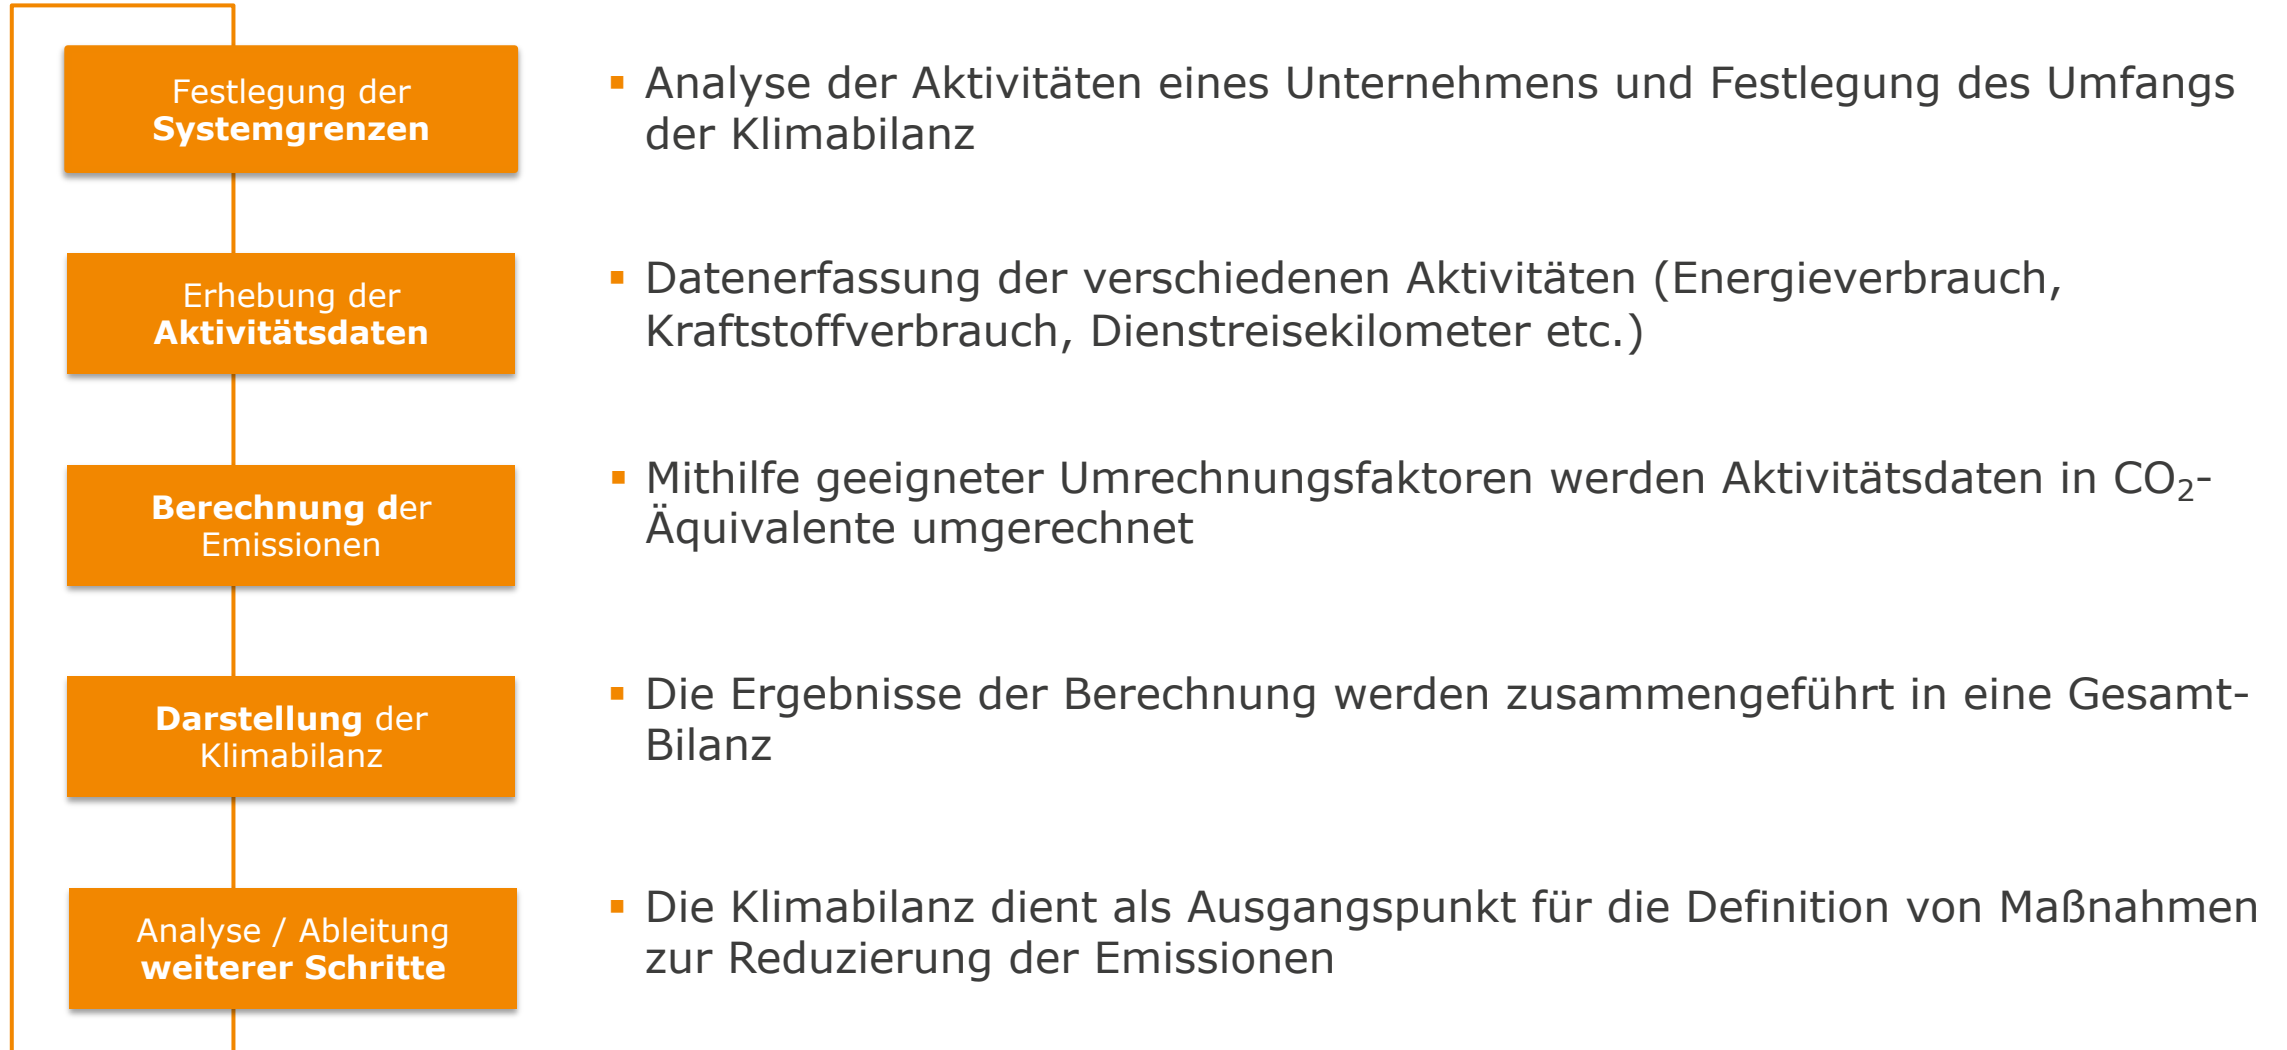 Festlegung der
Systemgrenzen
▪ Analyse der Aktivitäten eines Unternehmens und Festlegung des Umfangs
der Klimabilanz
Erhebung der
Aktivitätsdaten
▪ Datenerfassung der verschiedenen Aktivitäten (Energieverbrauch,
Kraftstoffverbrauch, Dienstreisekilometer etc.)
Berechnung der
Emissionen
▪ Mithilfe geeigneter Umrechnungsfaktoren werden Aktivitätsdaten in CO₂-
Äquivalente umgerechnet
Darstellung der
Klimabilanz
▪ Die Ergebnisse der Berechnung werden zusammengeführt in eine Gesamt-
Bilanz
Analyse / Ableitung
weiterer Schritte
▪ Die Klimabilanz dient als Ausgangspunkt für die Definition von Maßnahmen
zur Reduzierung der Emissionen